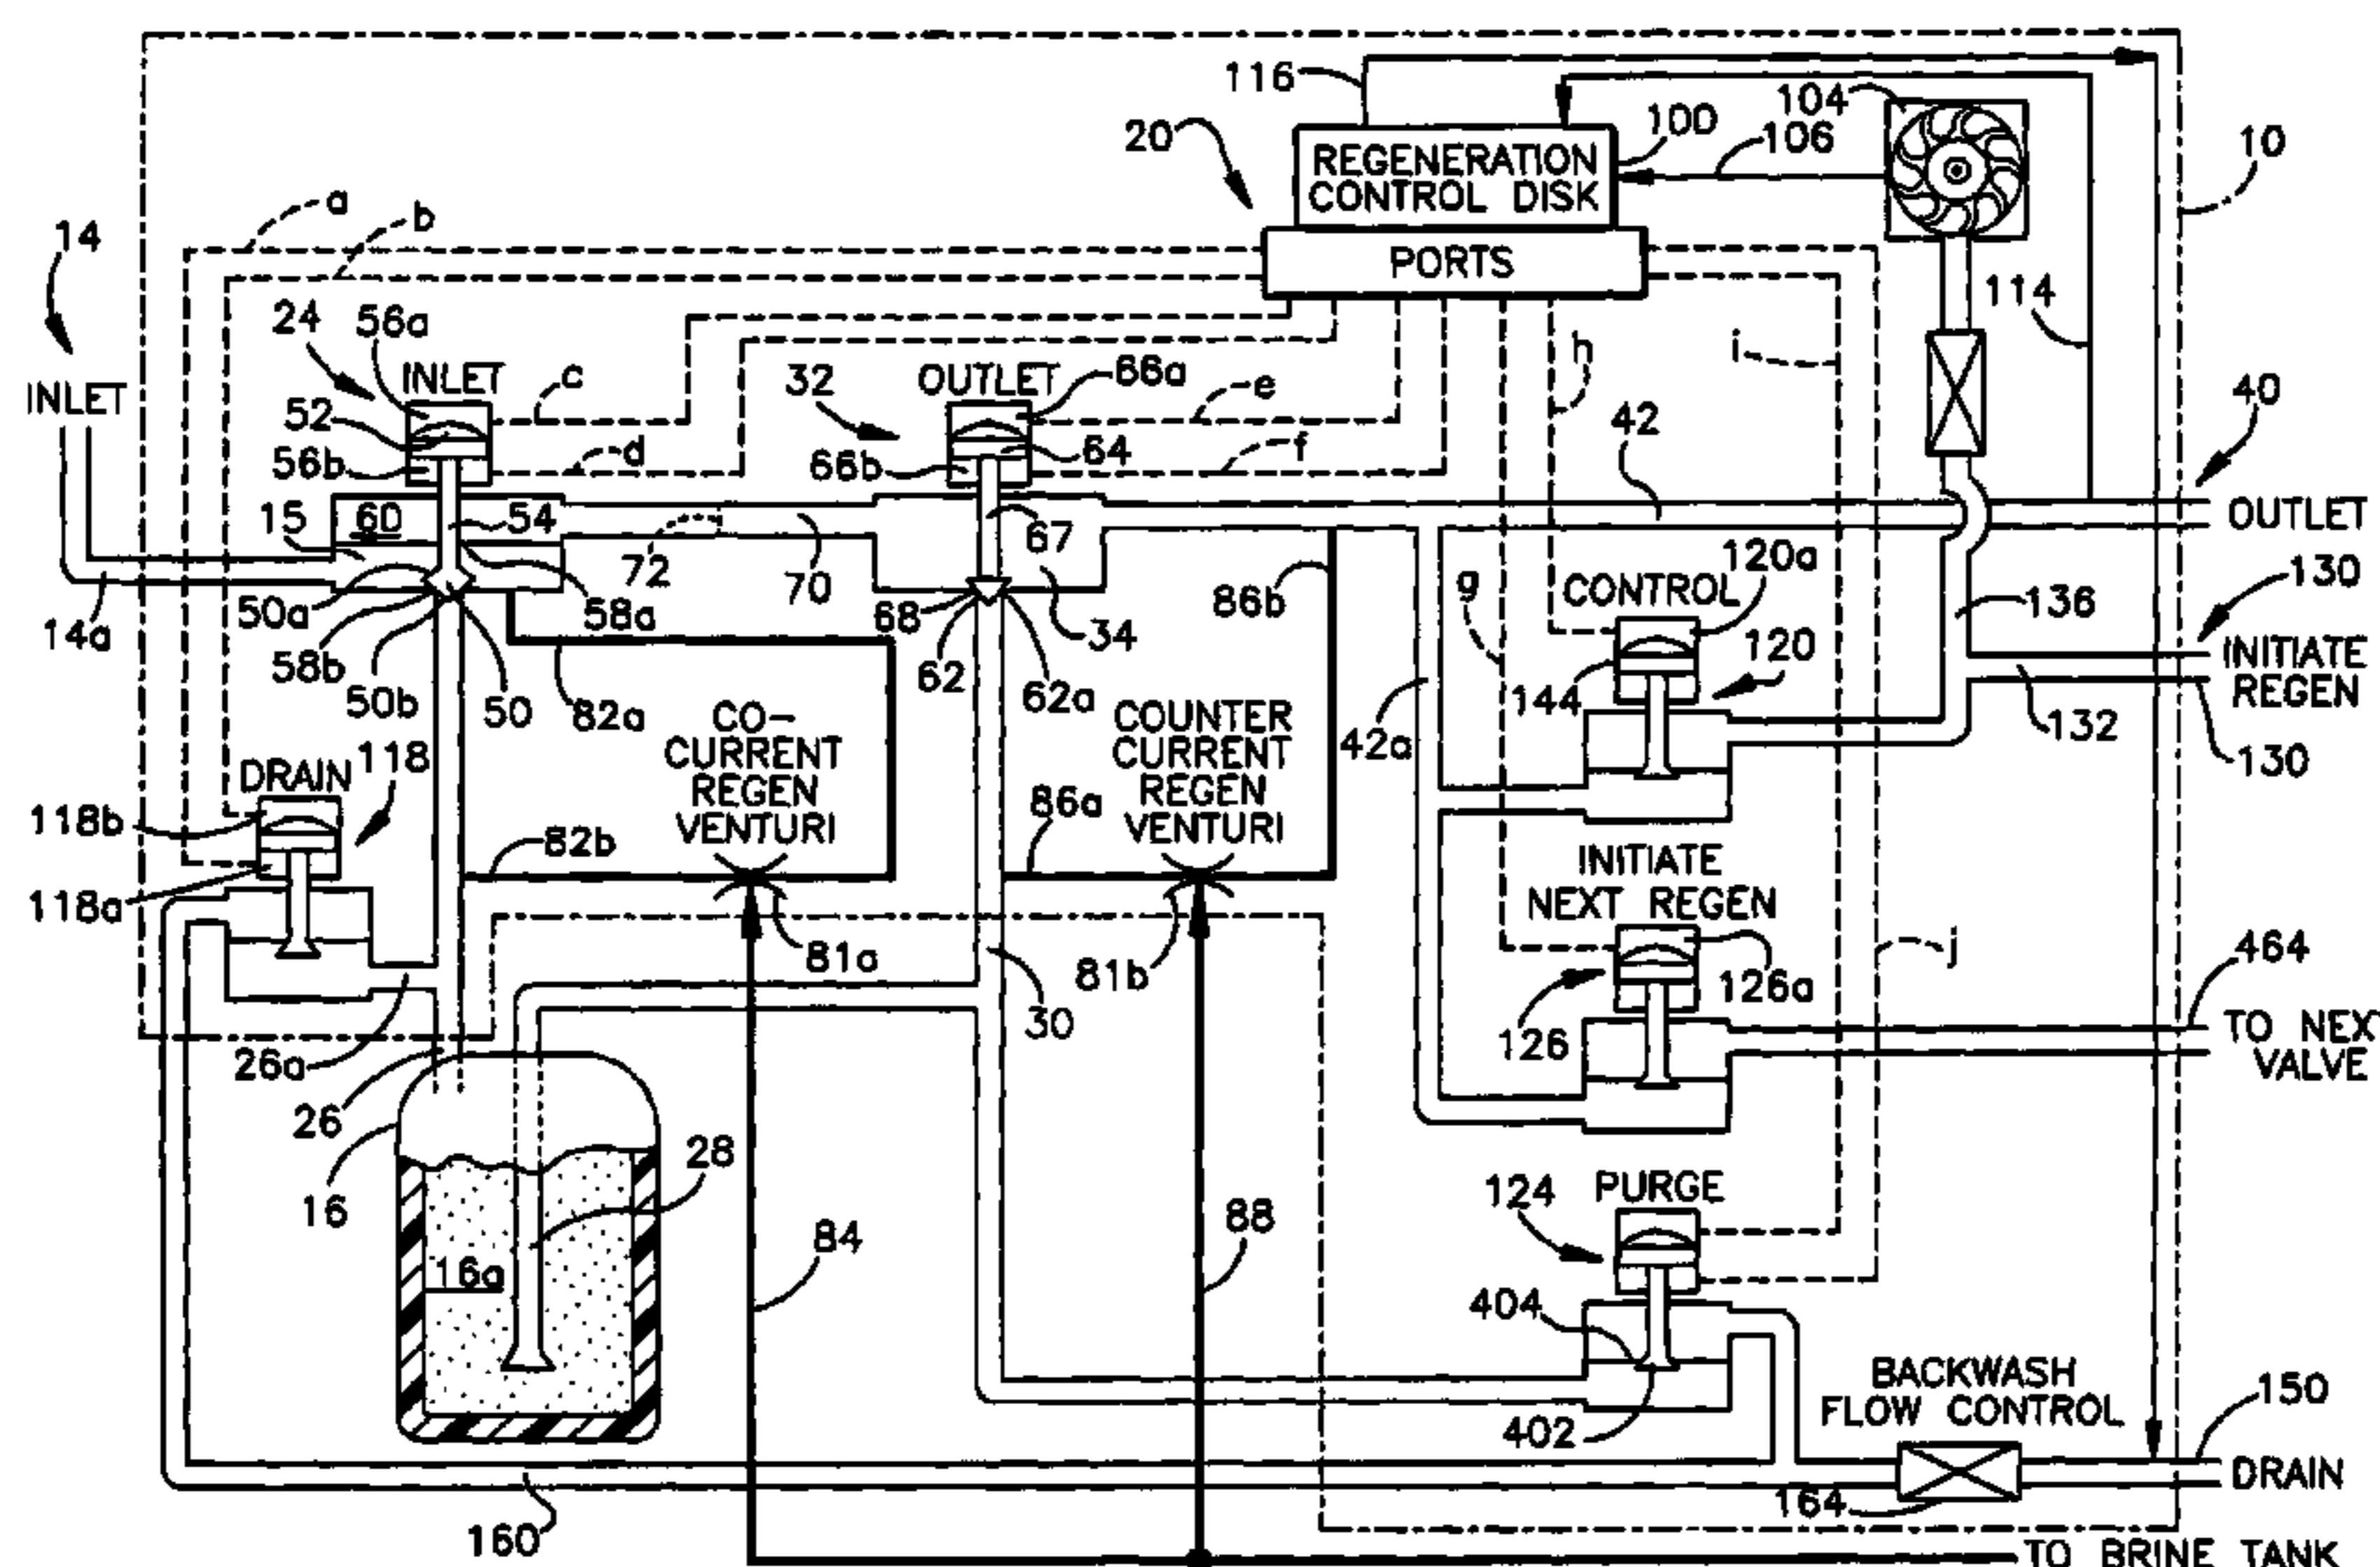 116
104
100
106
10
20
REGENERATION
CONTROL DISK
PORTS
a
b
14
24
56a
INLET
c
32
OUTLET
66a
e
h
i
114
40
INLET
52
56b
d
66b
64
f
42
OUTLET
15
60
54
72
70
67
34
86b
g
CONTROL
120a
136
130
14a
50a
58b
50b
50
58a
82a
68
62
62a
42a
144
120
132
INITIATE
REGEN
130
CO-
CURRENT
REGEN
VENTURI
COUNTER
CURRENT
REGEN
VENTURI
DRAIN
118
118b
118a
82b
86a
INITIATE
NEXT REGEN
81a
81b
126a
126
j
464
TO NEXT
VALVE
26a
26
30
16
28
16a
84
88
124
PURGE
404
402
BACKWASH
FLOW CONTROL
150
DRAIN
164
160
TO BRINE TANK